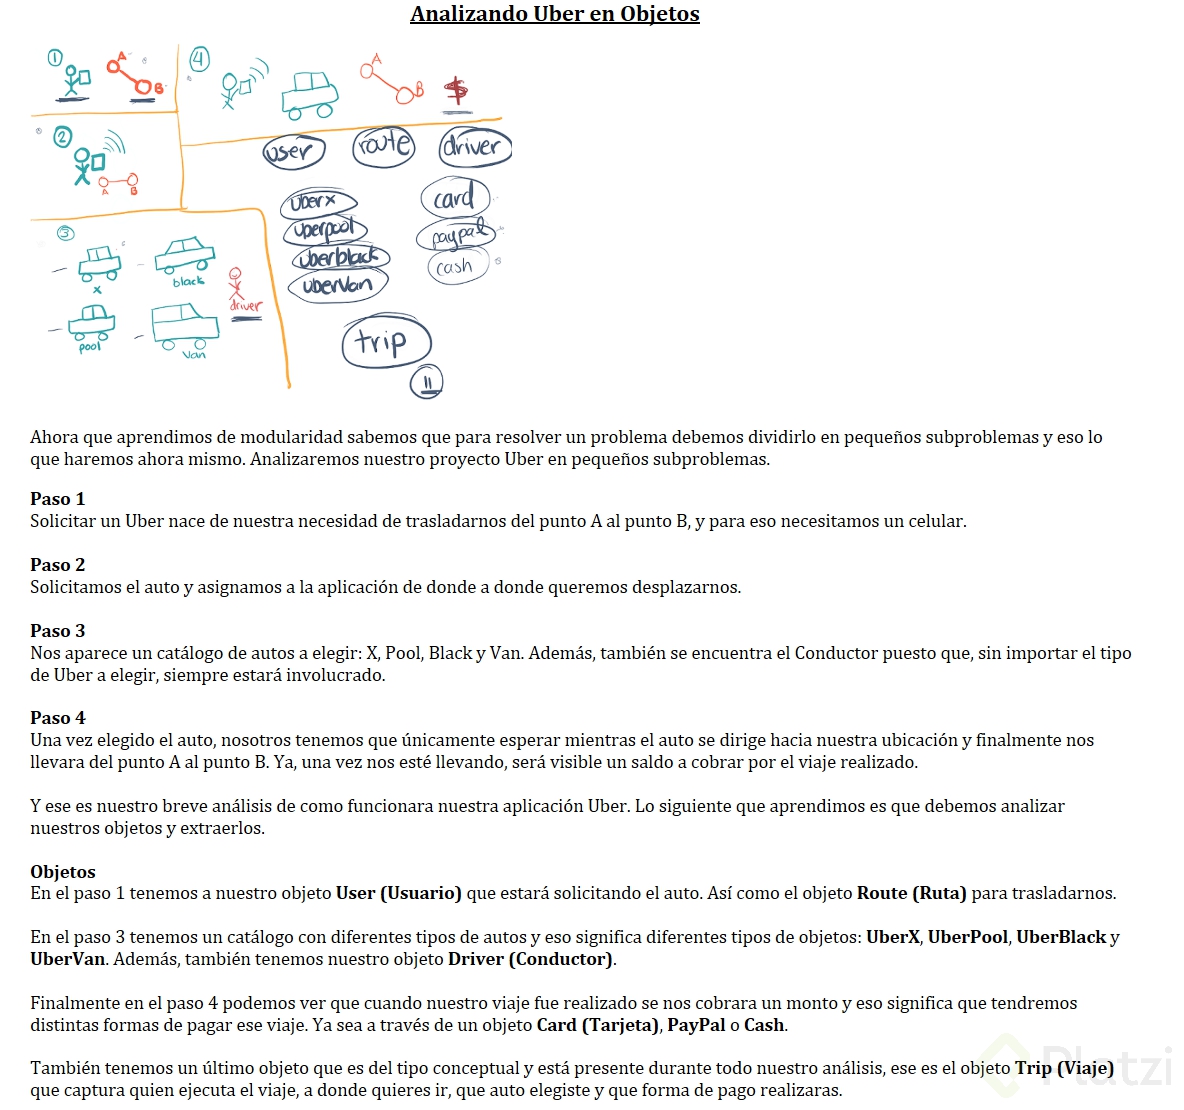 Analizando Uber en Objetos
1
A
B
4
A
B
$
2
A
B
user
route
driver
uberx
uberpool
uberblack
uberVan
card
paypal
cash
3
x
black
driver
pool
Van
trip
11
Ahora que aprendimos de modularidad sabemos que para resolver un problema debemos dividirlo en pequeños subproblemas y eso lo
que haremos ahora mismo. Analizaremos nuestro proyecto Uber en pequeños subproblemas.
Paso 1
Solicitar un Uber nace de nuestra necesidad de trasladarnos del punto A al punto B, y para eso necesitamos un celular.
Paso 2
Solicitamos el auto y asignamos a la aplicación de donde a donde queremos desplazarnos.
Paso 3
Nos aparece un catálogo de autos a elegir: X, Pool, Black y Van. Además, también se encuentra el Conductor puesto que, sin importar el tipo
de Uber a elegir, siempre estará involucrado.
Paso 4
Una vez elegido el auto, nosotros tenemos que únicamente esperar mientras el auto se dirige hacia nuestra ubicación y finalmente nos
llevara del punto A al punto B. Ya, una vez nos esté llevando, será visible un saldo a cobrar por el viaje realizado.
Y ese es nuestro breve análisis de como funcionara nuestra aplicación Uber. Lo siguiente que aprendimos es que debemos analizar
nuestros objetos y extraerlos.
Objetos
En el paso 1 tenemos a nuestro objeto User (Usuario) que estará solicitando el auto. Así como el objeto Route (Ruta) para trasladarnos.
En el paso 3 tenemos un catálogo con diferentes tipos de autos y eso significa diferentes tipos de objetos: UberX, UberPool, UberBlack y
UberVan. Además, también tenemos nuestro objeto Driver (Conductor).
Finalmente en el paso 4 podemos ver que cuando nuestro viaje fue realizado se nos cobrara un monto y eso significa que tendremos
distintas formas de pagar ese viaje. Ya sea a través de un objeto Card (Tarjeta), PayPal o Cash.
También tenemos un último objeto que es del tipo conceptual y está presente durante todo nuestro análisis, ese es el objeto Trip (Viaje)
que captura quien ejecuta el viaje, a donde quieres ir, que auto elegiste y que forma de pago realizaras.
Platzi